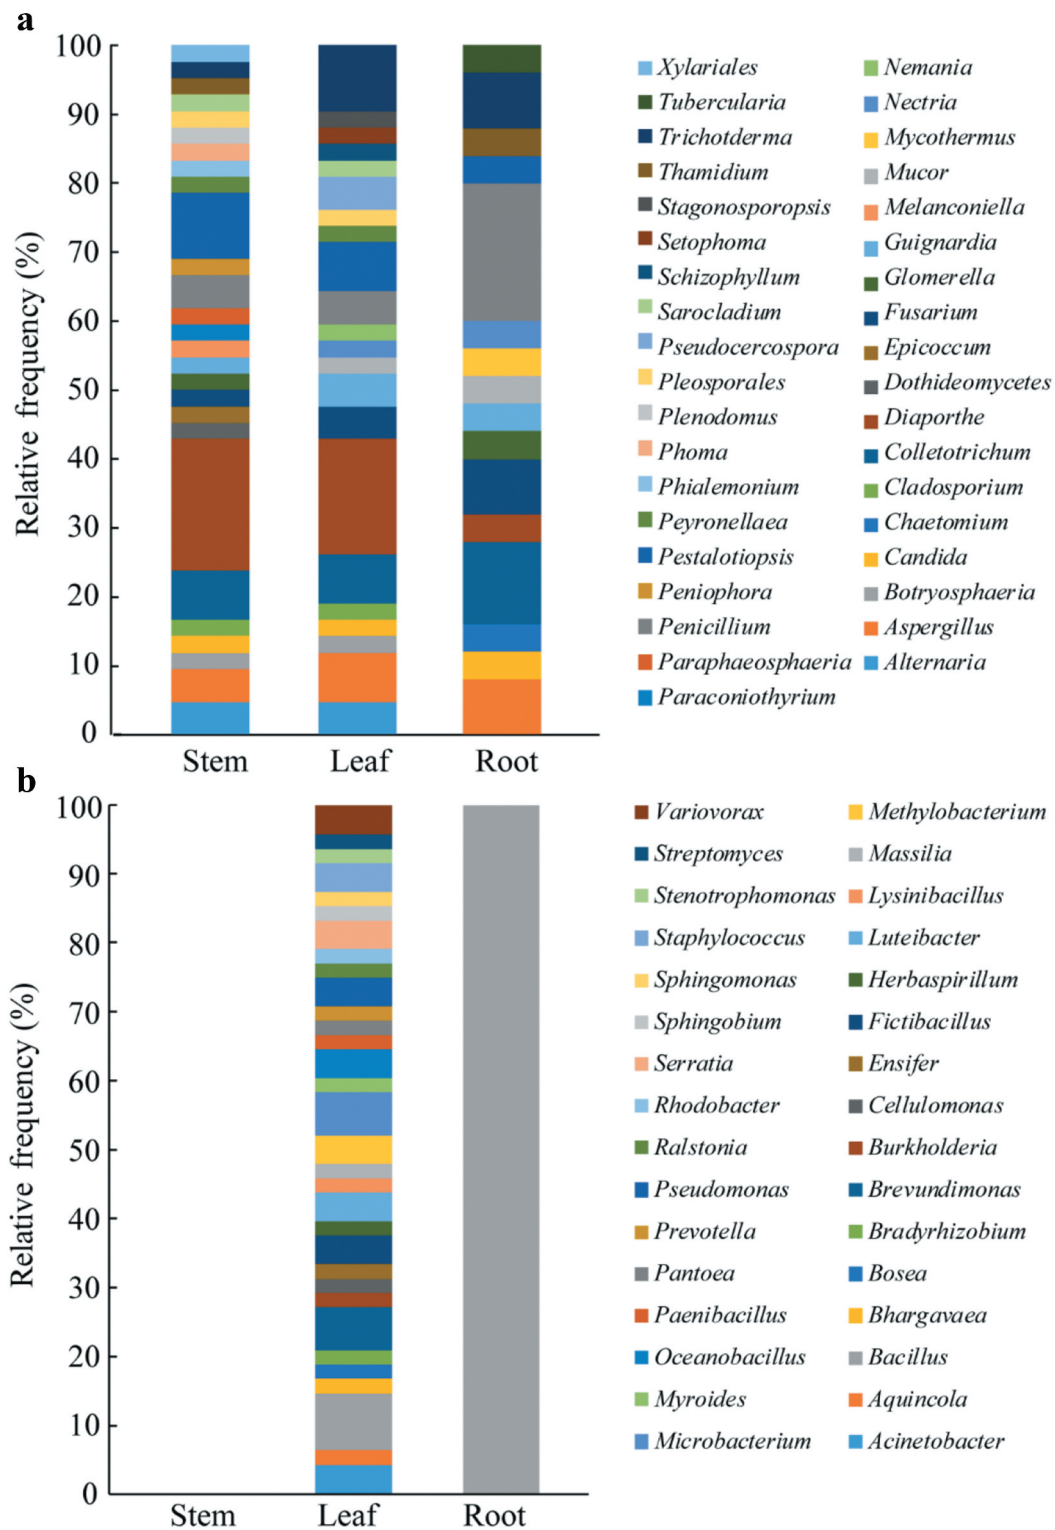 a
100
90
80
70
60
50
40
30
20
10
0
Relative frequency (%)
Stem Leaf Root
Xylariales
Tubercularia
Trichotderma
Thamidium
Stagonosporopsis
Setophoma
Schizophyllum
Sarocladium
Pseudocercospora
Pleosporales
Plenodomus
Phoma
Phialemonium
Peyronellaea
Pestalotiopsis
Peniophora
Penicillium
Paraphaeosphaeria
Paraconiothyrium
Nemania
Nectria
Mycothermus
Mucor
Melanconiella
Guignardia
Glomerella
Fusarium
Epicoccum
Dothideomycetes
Diaporthe
Colletotrichum
Cladosporium
Chaetomium
Candida
Botryosphaeria
Aspergillus
Alternaria
b
100
90
80
70
60
50
40
30
20
10
0
Relative frequency (%)
Stem Leaf Root
Variovorax
Streptomyces
Stenotrophomonas
Staphylococcus
Sphingomonas
Sphingobium
Serratia
Rhodobacter
Ralstonia
Pseudomonas
Prevotella
Pantoea
Paenibacillus
Oceanobacillus
Myroides
Microbacterium
Methylobacterium
Massilia
Lysinibacillus
Luteibacter
Herbaspirillum
Fictibacillus
Ensifer
Cellulomonas
Burkholderia
Brevundimonas
Bradyrhizobium
Bosea
Bhargavaea
Bacillus
Aquincola
Acinetobacter